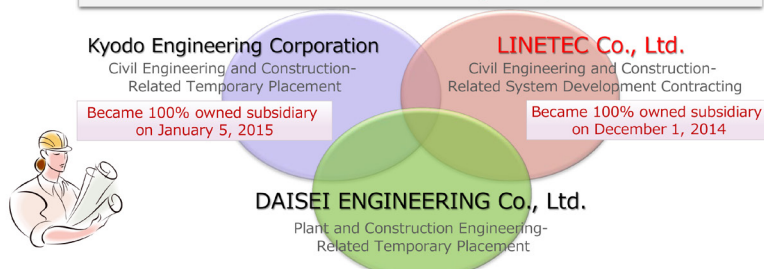 Kyodo Engineering Corporation
Civil Engineering and Construction-
Related Temporary Placement
Became 100% owned subsidiary
on January 5, 2015
LINETEC Co., Ltd.
Civil Engineering and Construction-
Related System Development Contracting
Became 100% owned subsidiary
on December 1, 2014
DAISEI ENGINEERING Co., Ltd.
Plant and Construction Engineering-
Related Temporary Placement